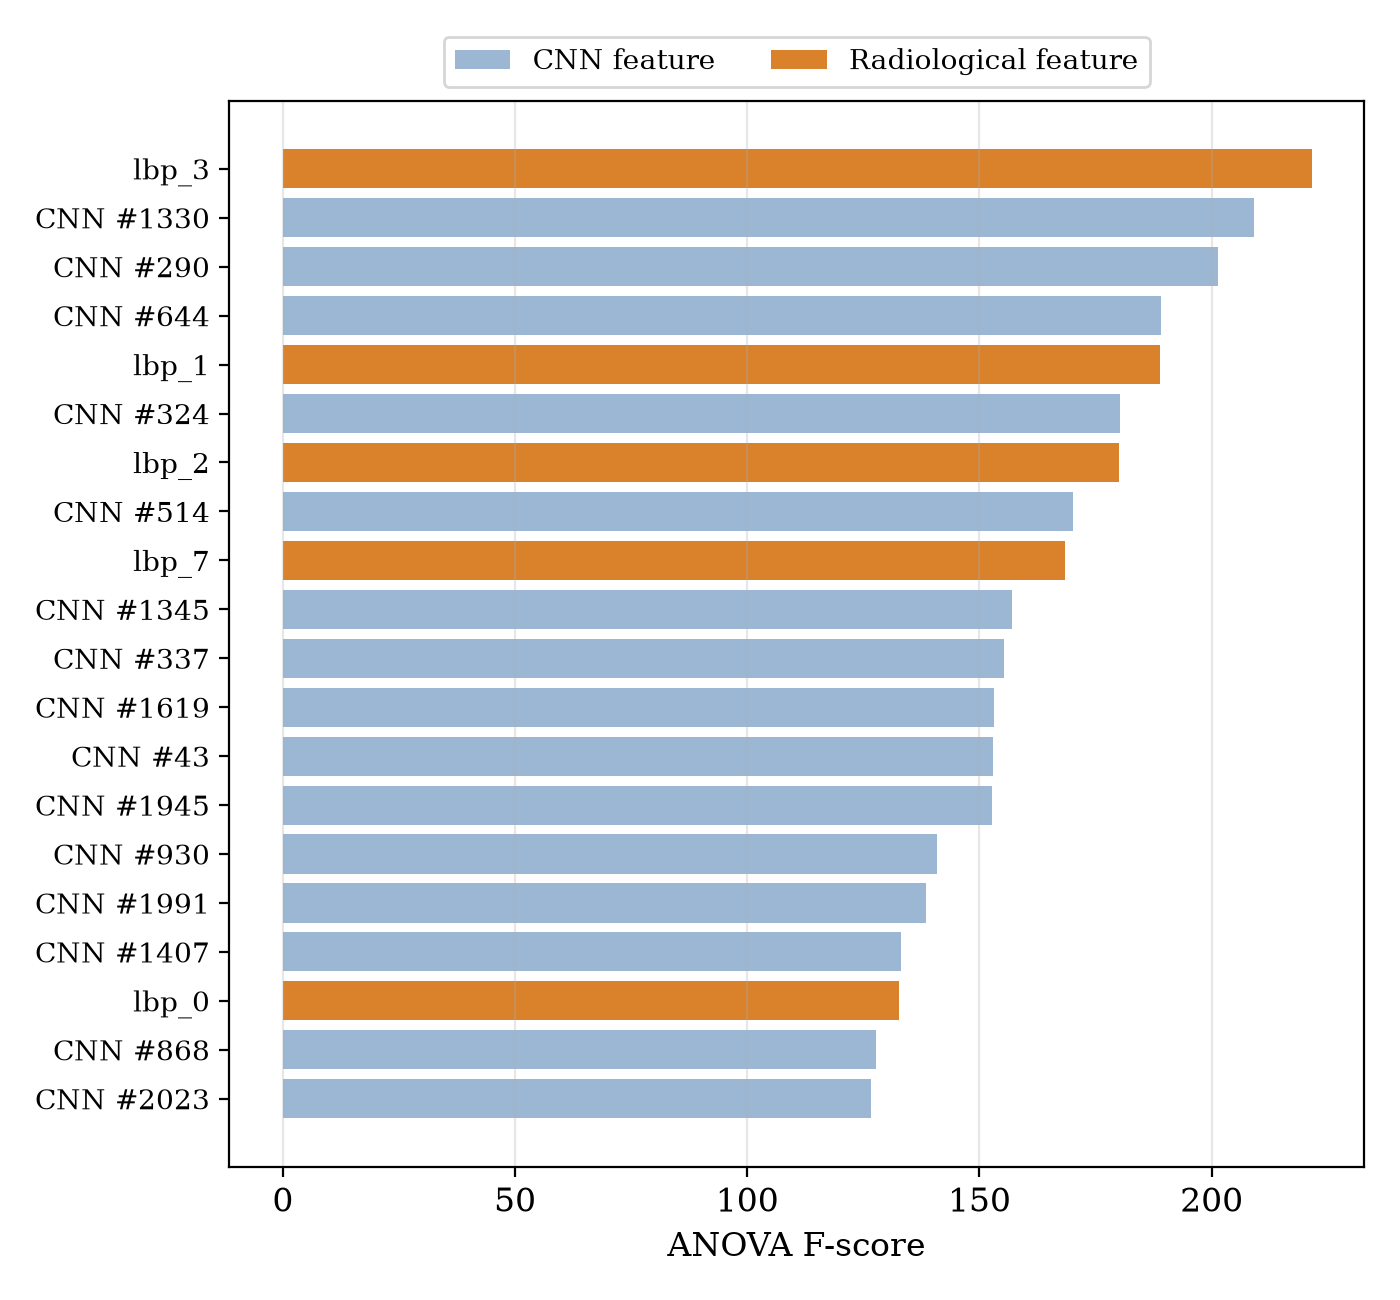 CNN feature Radiological feature
lbp_3
CNN #1330
CNN #290
CNN #644
lbp_1
CNN #324
lbp_2
CNN #514
lbp_7
CNN #1345
CNN #337
CNN #1619
CNN #43
CNN #1945
CNN #930
CNN #1991
CNN #1407
lbp_0
CNN #868
CNN #2023
0 50 100 150 200
ANOVA F-score